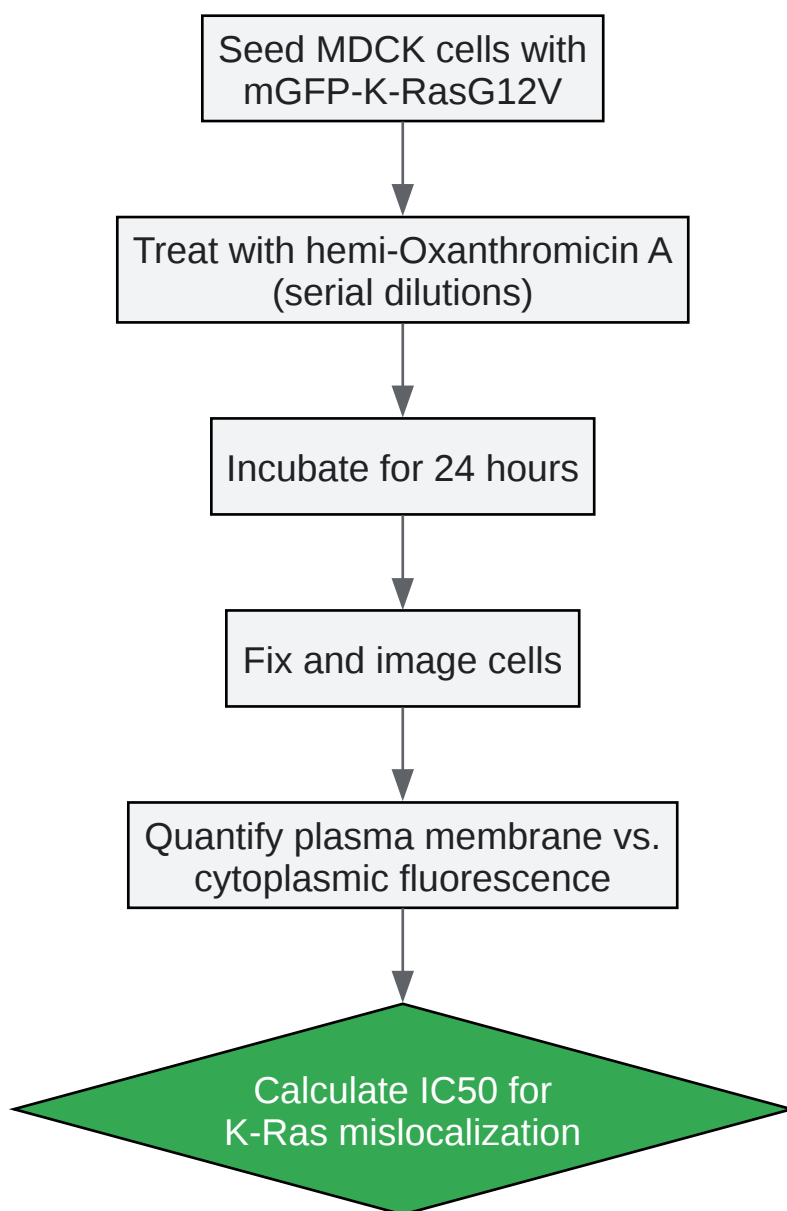 Seed MDCK cells with
mGFP-K-RasG12V
Treat with hemi-Oxanthromicin A
(serial dilutions)
Incubate for 24 hours
Fix and image cells
Quantify plasma membrane vs.
cytoplasmic fluorescence
Calculate IC50 for
K-Ras mislocalization